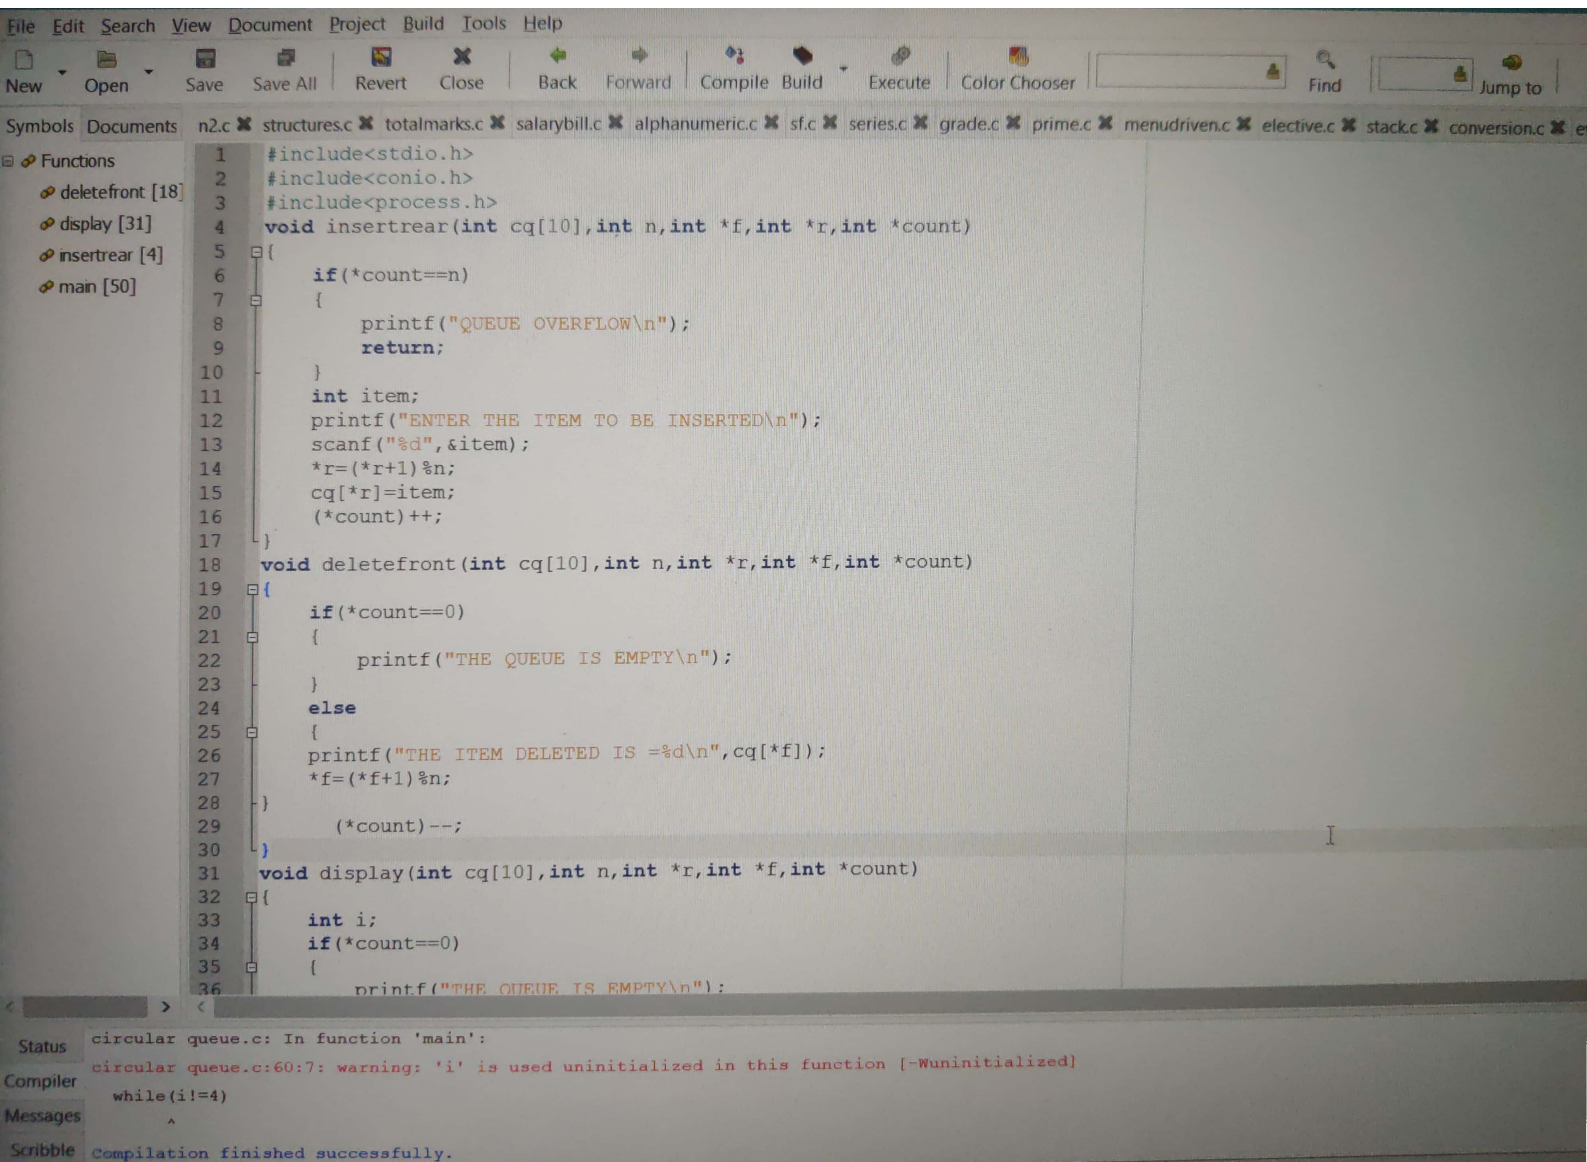 File Edit Search View Document Project Build Tools Help
New Open Save Save All Revert Close Back Forward Compile Build Execute Color Chooser Find Jump to
Symbols Documents n2.c structures.c totalmarks.c salarybill.c alphanumeric.c sf.c series.c grade.c prime.c menudriven.c elective.c stack.c conversion.c
Functions
deletefront [18]
display [31]
insertrear [4]
main [50]
1 #include<stdio.h>
2 #include<conio.h>
3 #include<process.h>
4 void insertrear(int cq[10],int n,int *f,int *r,int *count)
5 {
6 if(*count==n)
7 {
8 printf("QUEUE OVERFLOW\n");
9 return;
10 }
11 int item;
12 printf("ENTER THE ITEM TO BE INSERTED\n");
13 scanf("%d",&item);
14 *r=(*r+1)%n;
15 cq[*r]=item;
16 (*count)++;
17 }
18 void deletefront(int cq[10],int n,int *r,int *f,int *count)
19 {
20 if(*count==0)
21 {
22 printf("THE QUEUE IS EMPTY\n");
23 }
24 else
25 {
26 printf("THE ITEM DELETED IS =%d\n",cq[*f]);
27 *f=(*f+1)%n;
28 }
29 (*count)--;
30 }
31 void display(int cq[10],int n,int *r,int *f,int *count)
32 {
33 int i;
34 if(*count==0)
35 {
36 printf("THE QUEUE IS EMPTY\n");
Status
Compiler
Messages
Scribble
circular queue.c: In function 'main':
circular queue.c:60:7: warning: 'i' is used uninitialized in this function [-Wuninitialized]
while(i!=4)
^
Compilation finished successfully.